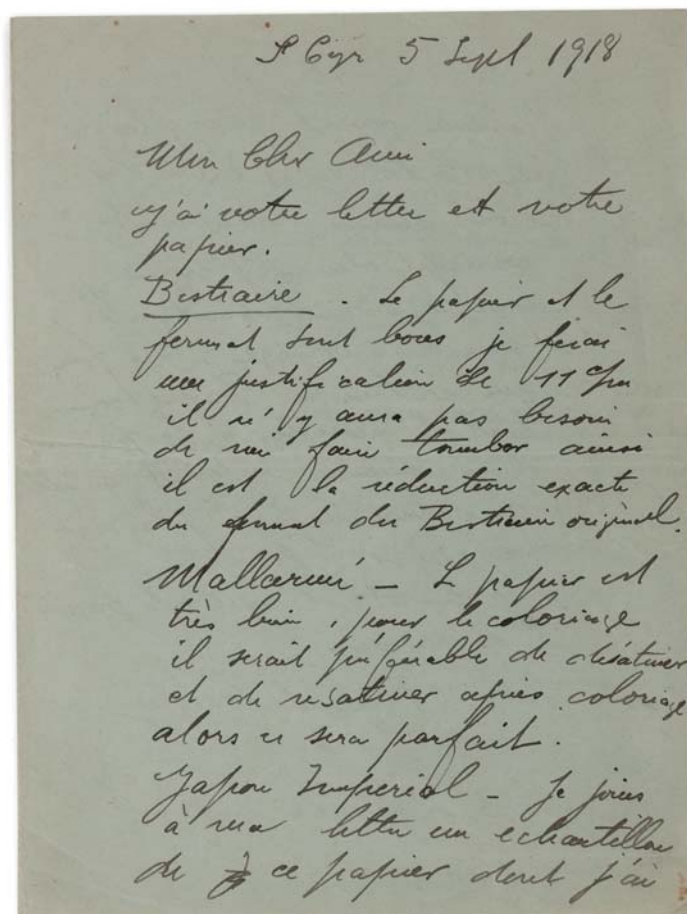 St Cyr 5 Sept 1918
Mon Cher Ami
J'ai votre lettre et votre
papier.
Bestiaire . Le papier et le
format sont bons je ferai
une justification de 11 c/m
il n'y aura pas besoin
de rien faire tomber ainsi
il est la réduction exacte
du format du Bestiaire original.
Mallarmé – Le papier est
très bien, pour le coloriage
il serait préférable de désatiner
et de resatiner après coloriage
alors ce sera parfait.
Japon Imperial – Je joins
à ma lettre un echantillon
de ce papier dont j'ai